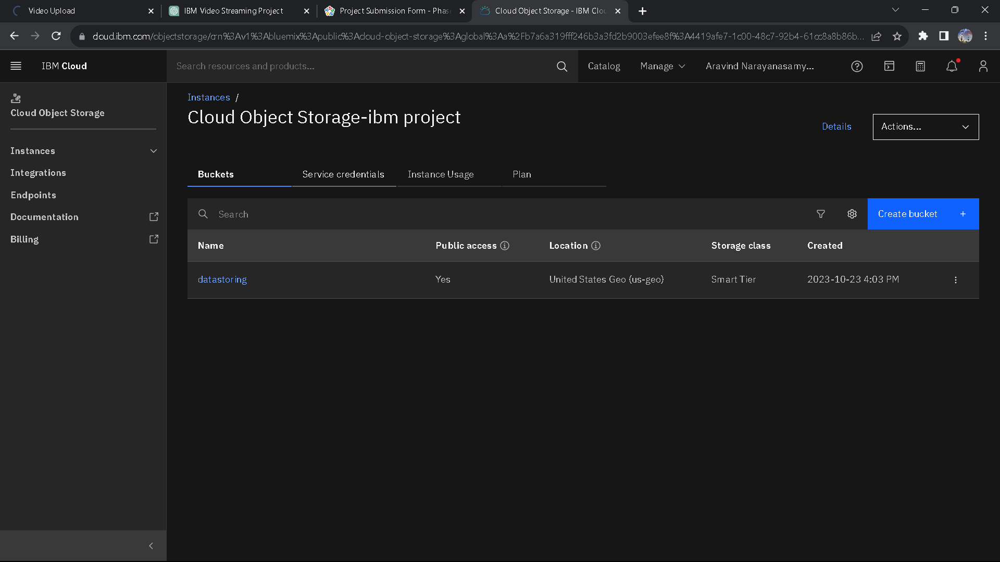 Video Upload
IBM Video Streaming Project
Project Submission Form - Phas
Cloud Object Storage - IBM Clou
cloud.ibm.com/objectstorage/crn%3Av1%3Abluemix%3Apublic%3Acloud-object-storage%3Aglobal%3Aa%2Fb7a6a319fff246b3a3fd2b9003efee8f%3A4419afe7-1c00-48c7-92b4-61cc8a8b86b...
IBM Cloud
Search resources and products...
Catalog
Manage
Aravind Narayanasamy...
Cloud Object Storage
Instances
Integrations
Endpoints
Documentation
Billing
Instances /
Cloud Object Storage-ibm project
Details
Actions...
Buckets
Service credentials
Instance Usage
Plan
Search
Create bucket +
Name Public access Location Storage class Created
datastoring Yes United States Geo (us-geo) Smart Tier 2023-10-23 4:03 PM